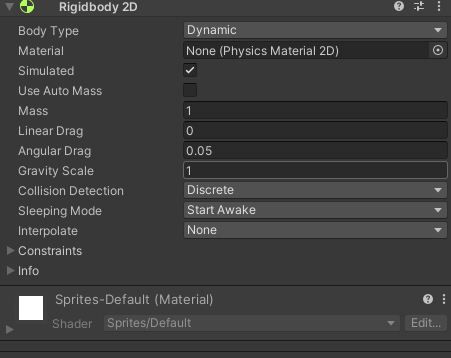 Rigidbody 2D
Body Type Dynamic
Material None (Physics Material 2D)
Simulated
Use Auto Mass
Mass 1
Linear Drag 0
Angular Drag 0.05
Gravity Scale 1
Collision Detection Discrete
Sleeping Mode Start Awake
Interpolate None
Constraints
Info
Sprites-Default (Material)
Shader Sprites/Default Edit...